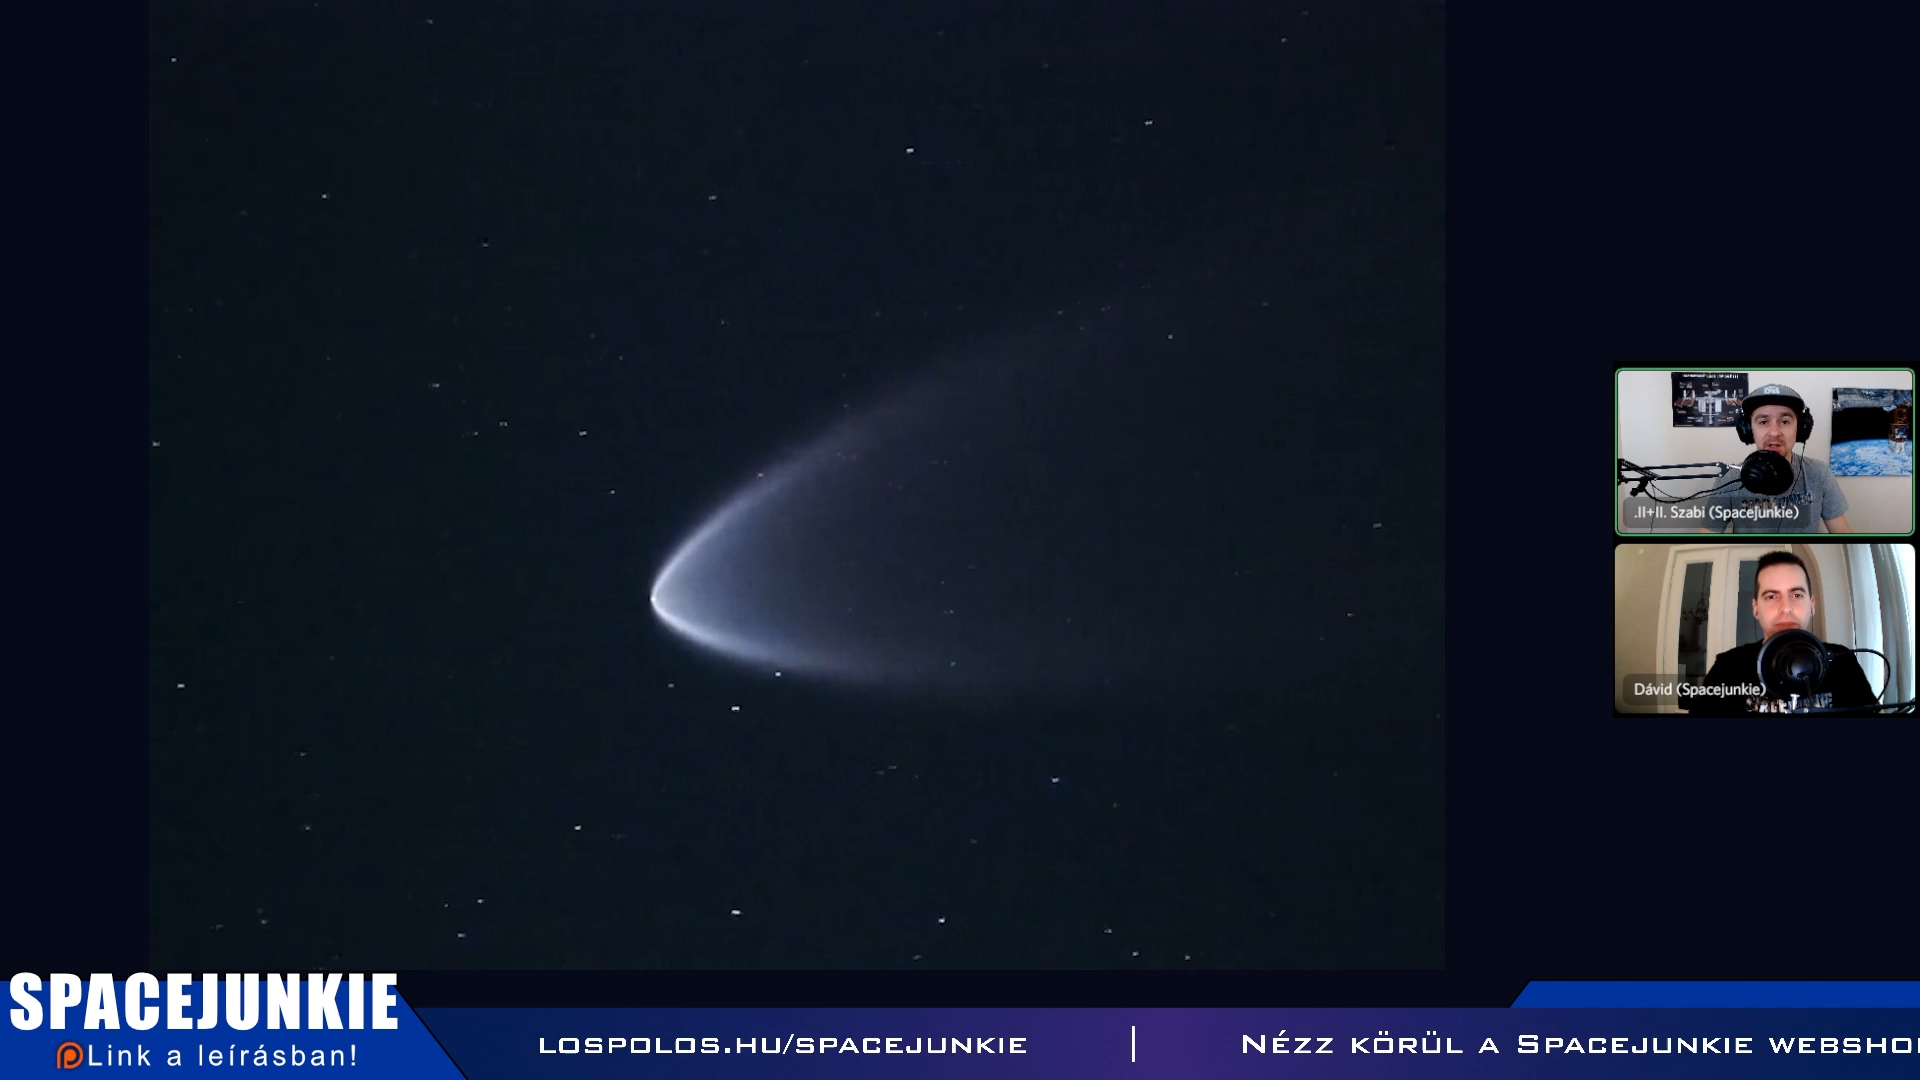 .II+II. Szabi (Spacejunkie)
Dávid (Spacejunkie)
SPACEJUNKIE
Link a leírásban!
LOSPOLOS.HU/SPACEJUNKIE | NÉZZ KÖRÜL A SPACEJUNKIE WEBSHO